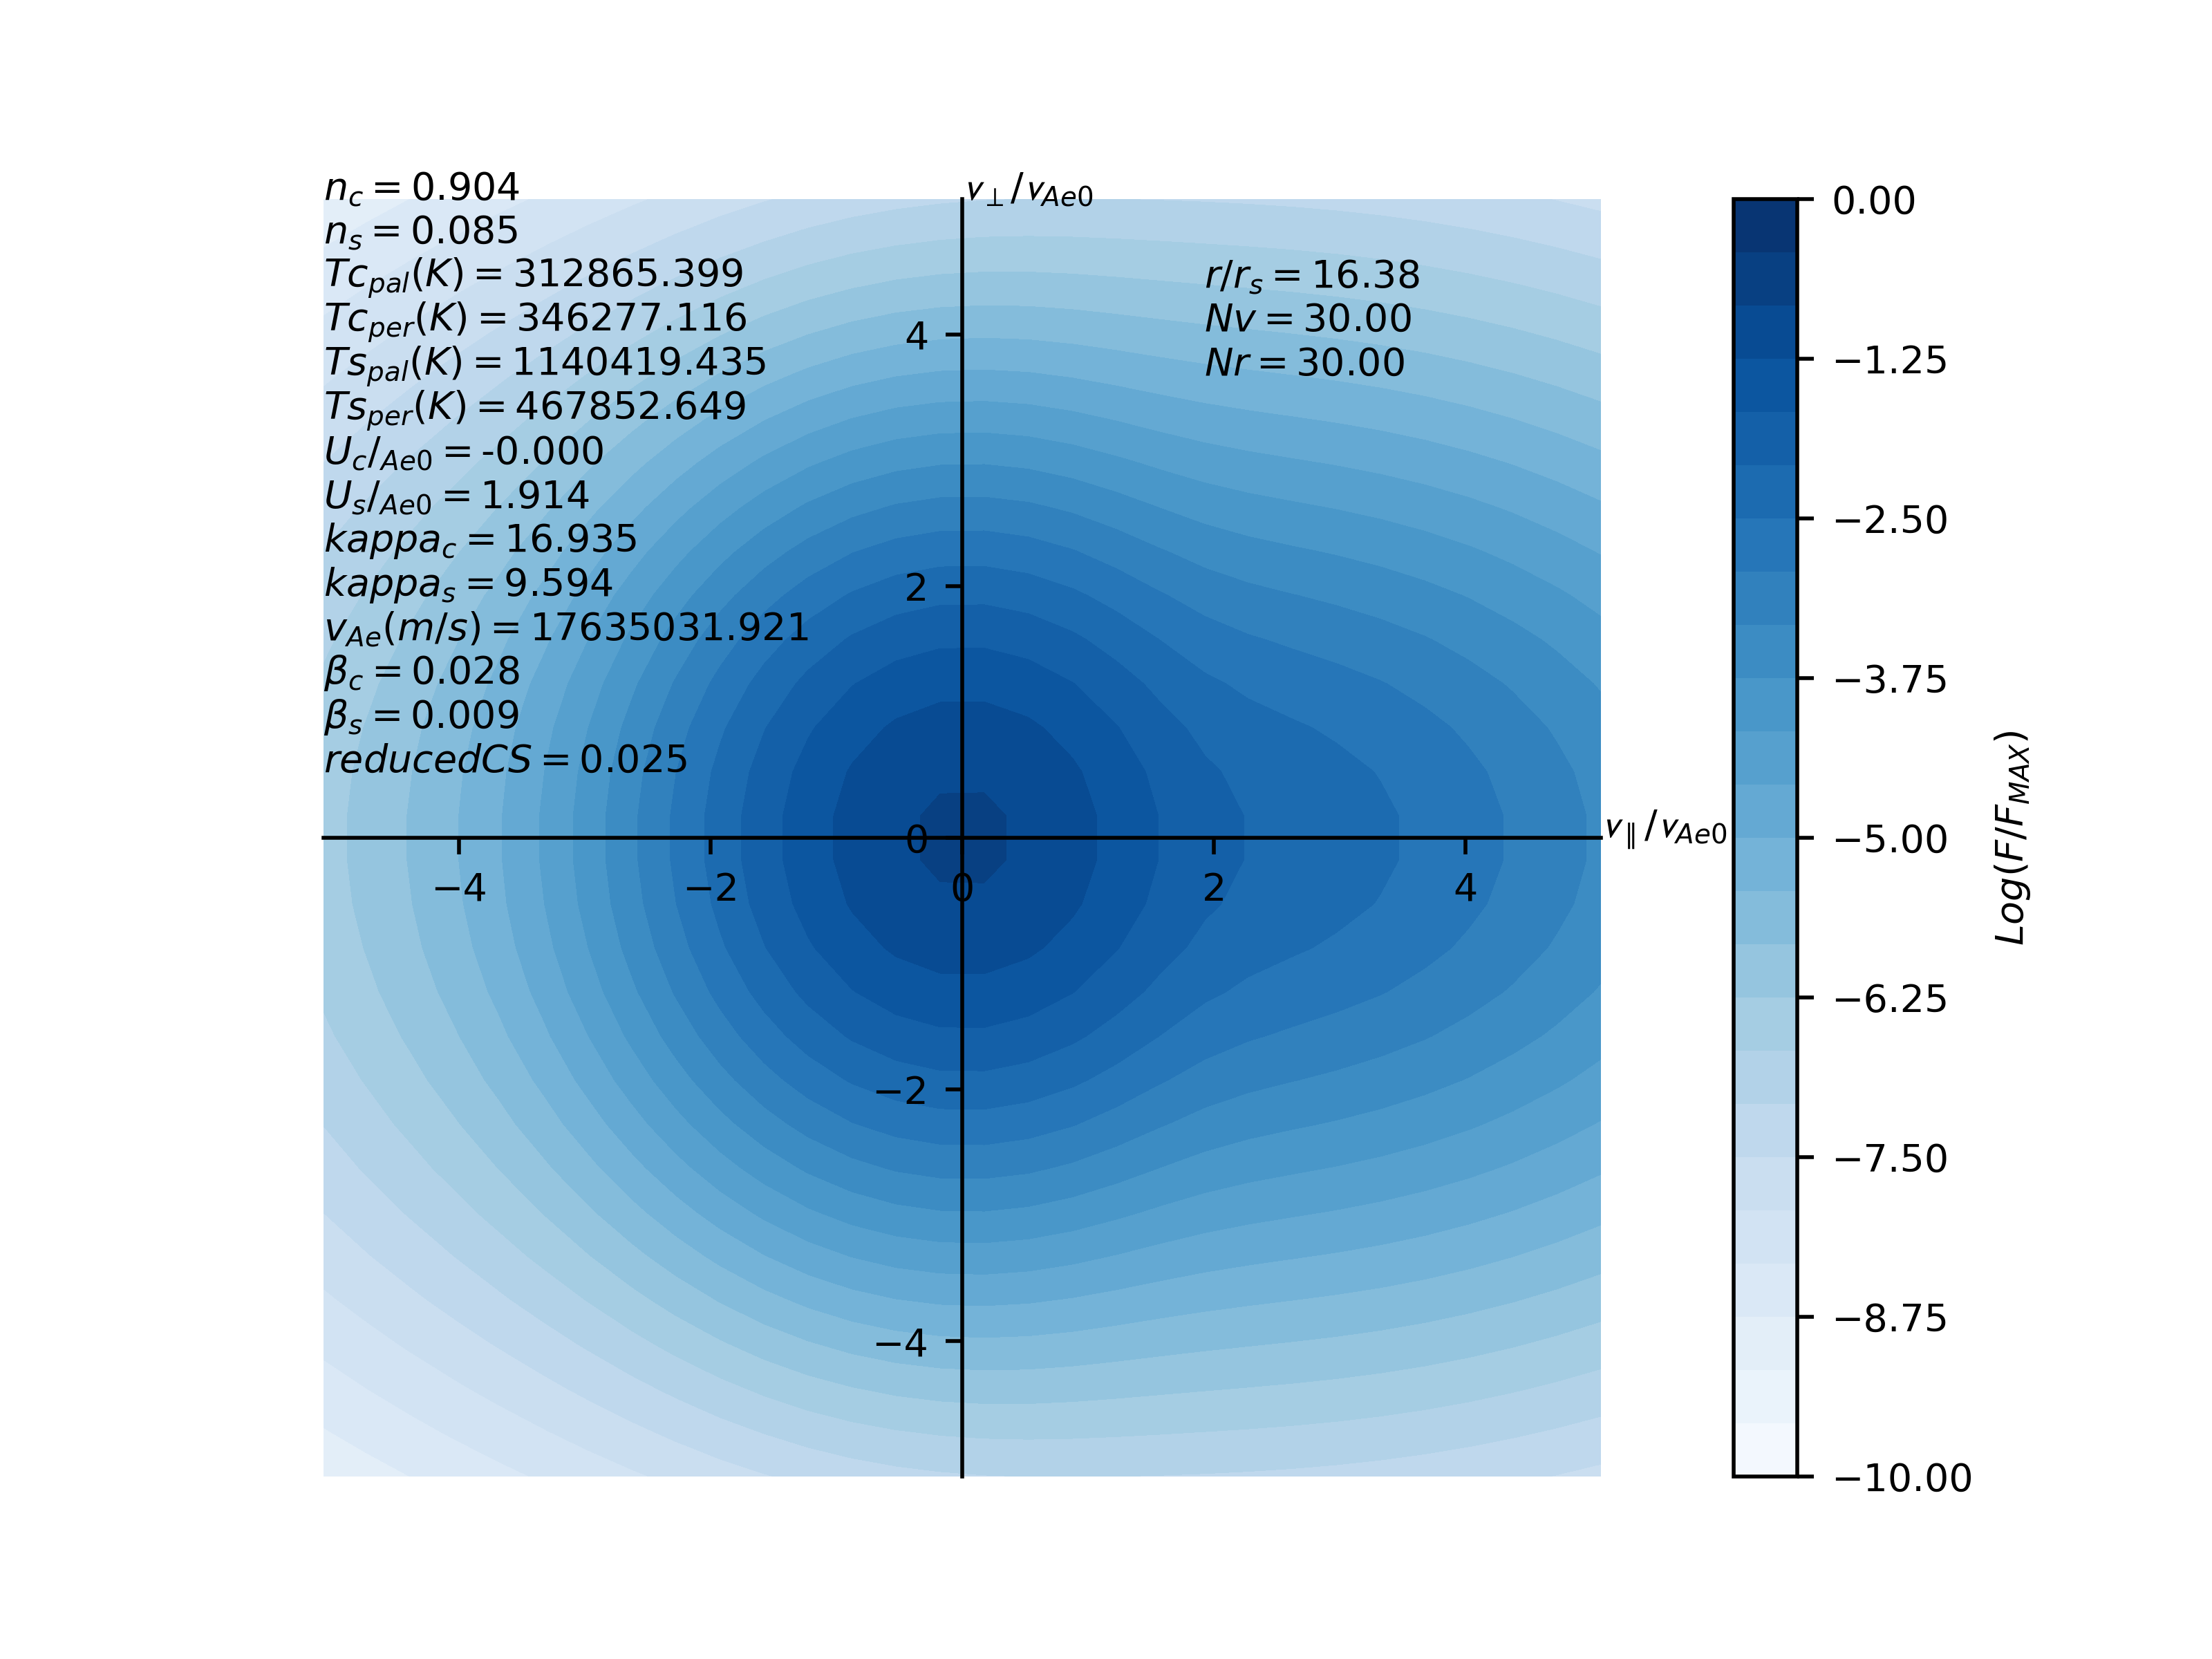 n_c = 0.904
n_s = 0.085
Tc_pal(K) = 312865.399
Tc_per(K) = 346277.116
Ts_pal(K) = 1140419.435
Ts_per(K) = 467852.649
U_c/_Ae0 = -0.000
U_s/_Ae0 = 1.914
kappa_c = 16.935
kappa_s = 9.594
v_Ae(m/s) = 17635031.921
β_c = 0.028
β_s = 0.009
reducedCS = 0.025
v_⊥/v_Ae0
r/r_s = 16.38
Nv = 30.00
Nr = 30.00
4
2
0
−2
−4
−4
−2
0
2
4
v_∥/v_Ae0
0.00
−1.25
−2.50
−3.75
−5.00
−6.25
−7.50
−8.75
−10.00
Log(F/F_MAX)